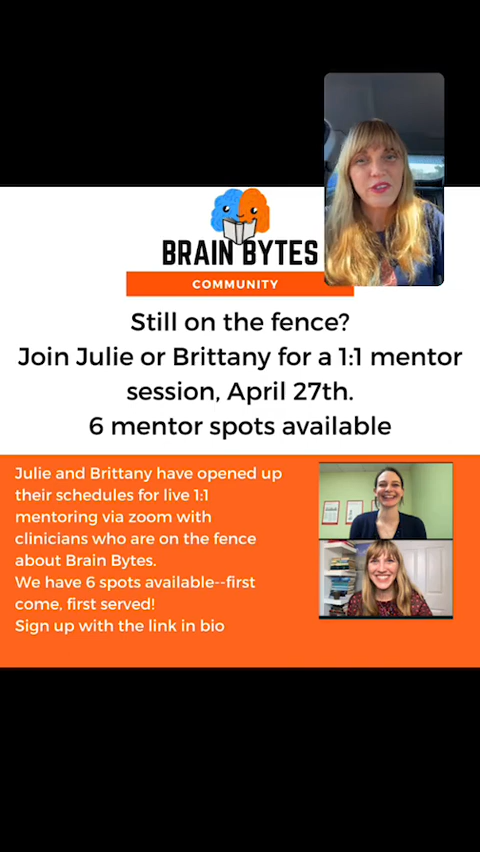 BRAIN BYTES
COMMUNITY
Still on the fence?
Join Julie or Brittany for a 1:1 mentor
session, April 27th.
6 mentor spots available
Julie and Brittany have opened up
their schedules for live 1:1
mentoring via zoom with
clinicians who are on the fence
about Brain Bytes.
We have 6 spots available--first
come, first served!
Sign up with the link in bio